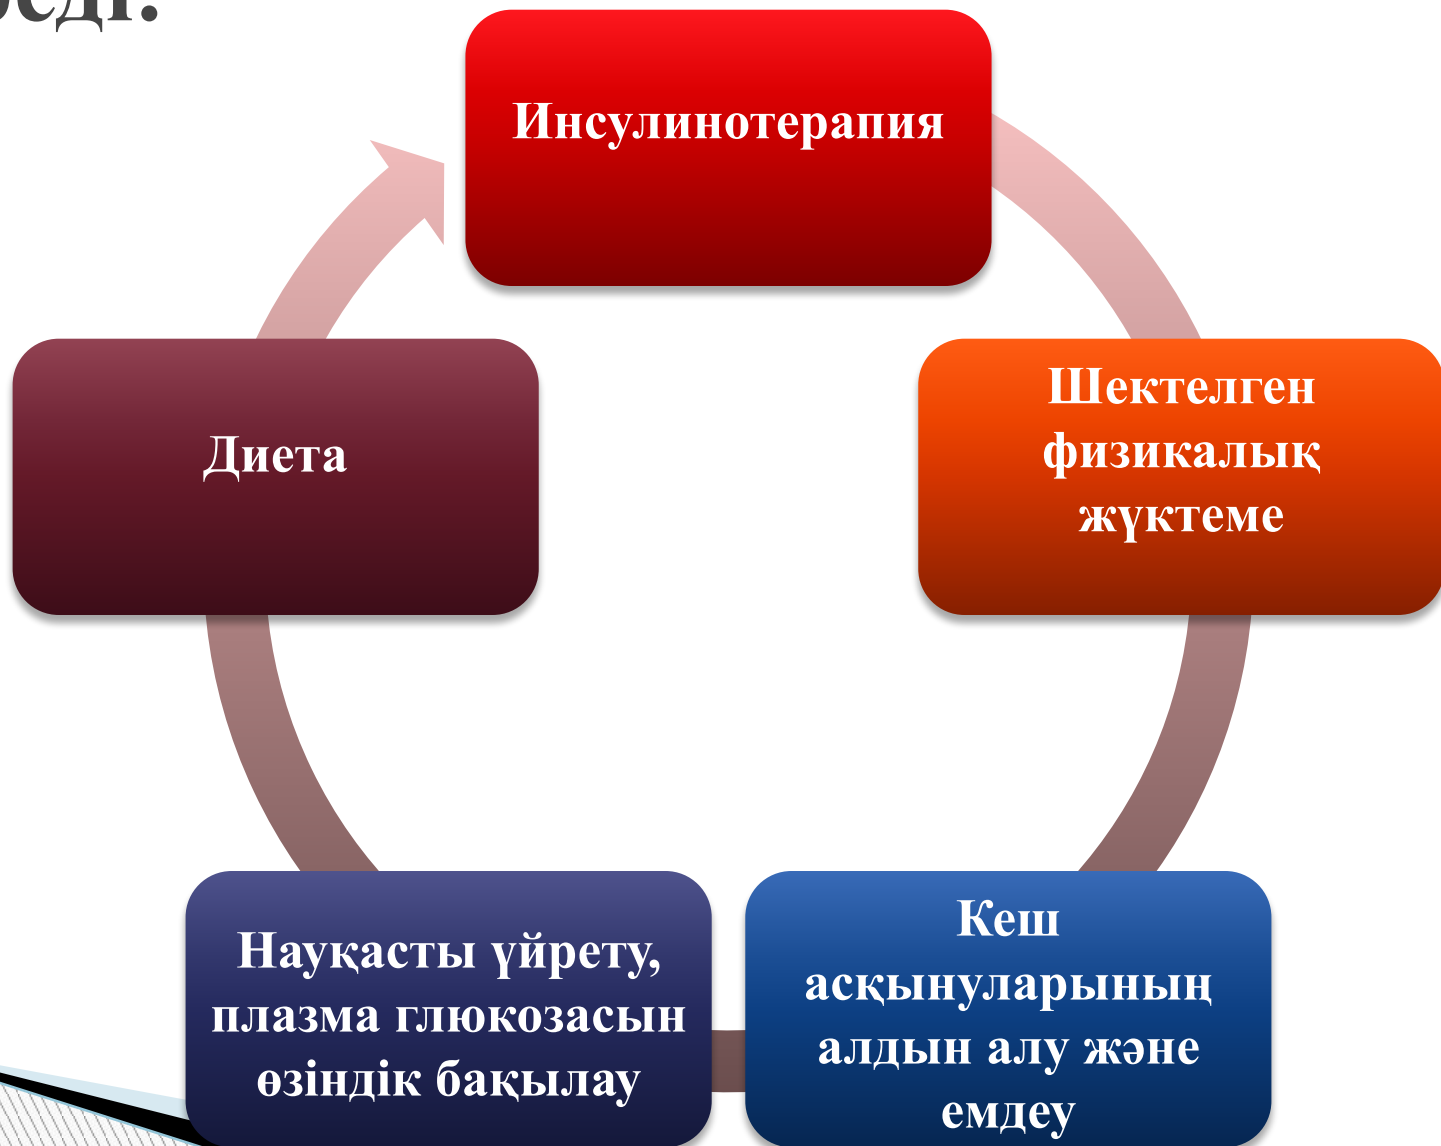 Инсулинотерапия
Шектелген
физикалық
жүктеме
Диета
Кеш
асқынуларының
алдын алу және
емдеу
Науқасты үйрету,
плазма глюкозасын
өзіндік бақылау